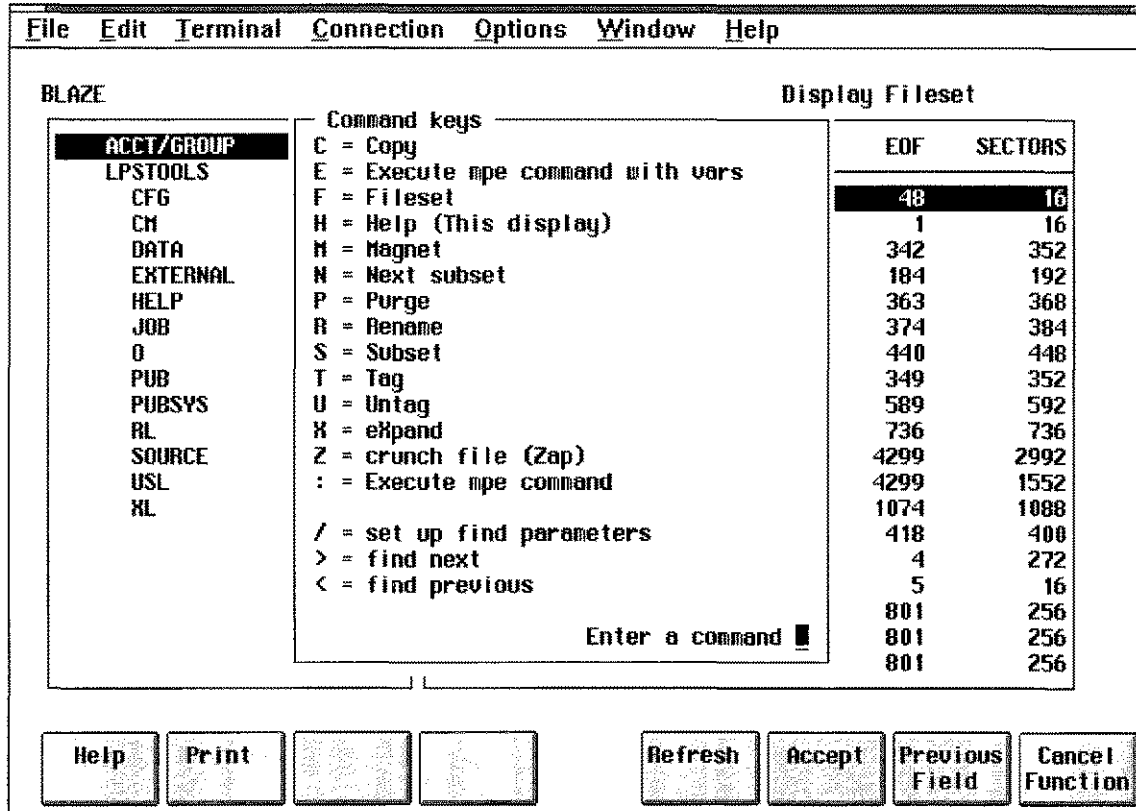 File Edit Terminal Connection Options Window Help
BLAZE Display Fileset
Command keys
ACCT/GROUP
LPSTOOLS
CFG
CM
DATA
EXTERNAL
HELP
JOB
O
PUB
PUBSYS
RL
SOURCE
USL
XL
C = Copy
E = Execute mpe command with vars
F = Fileset
H = Help (This display)
M = Magnet
N = Next subset
P = Purge
R = Rename
S = Subset
T = Tag
U = Untag
X = eXpand
Z = crunch file (Zap)
: = Execute mpe command
/ = set up find parameters
> = find next
< = find previous
Enter a command
EOF SECTORS
48 16
1 16
342 352
184 192
363 368
374 384
440 448
349 352
589 592
736 736
4299 2992
4299 1552
1074 1088
418 400
4 272
5 16
801 256
801 256
801 256
Help Print Refresh Accept Previous Field Cancel Function